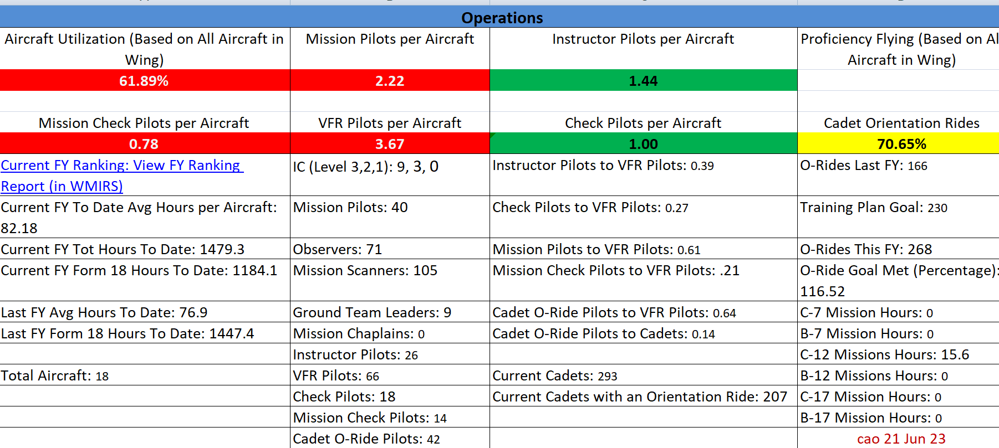 Operations
Aircraft Utilization (Based on All Aircraft in
Wing)
61.89%
Mission Pilots per Aircraft
2.22
Instructor Pilots per Aircraft
1.44
Proficiency Flying (Based on Al
Aircraft in Wing)
Mission Check Pilots per Aircraft
0.78
VFR Pilots per Aircraft
3.67
Check Pilots per Aircraft
1.00
Cadet Orientation Rides
70.65%
Current FY Ranking: View FY Ranking
Report (in WMIRS)
IC (Level 3,2,1): 9, 3, 0
Instructor Pilots to VFR Pilots: 0.39
O-Rides Last FY: 166
Current FY To Date Avg Hours per Aircraft:
82.18
Mission Pilots: 40
Check Pilots to VFR Pilots: 0.27
Training Plan Goal: 230
Current FY Tot Hours To Date: 1479.3
Observers: 71
Mission Pilots to VFR Pilots: 0.61
O-Rides This FY: 268
Current FY Form 18 Hours To Date: 1184.1
Mission Scanners: 105
Mission Check Pilots to VFR Pilots: .21
O-Ride Goal Met (Percentage):
116.52
Last FY Avg Hours To Date: 76.9
Ground Team Leaders: 9
Cadet O-Ride Pilots to VFR Pilots: 0.64
C-7 Mission Hours: 0
Last FY Form 18 Hours To Date: 1447.4
Mission Chaplains: 0
Cadet O-Ride Pilots to Cadets: 0.14
B-7 Mission Hours: 0
Instructor Pilots: 26
C-12 Missions Hours: 15.6
Total Aircraft: 18
VFR Pilots: 66
Current Cadets: 293
B-12 Missions Hours: 0
Check Pilots: 18
Current Cadets with an Orientation Ride: 207
C-17 Mission Hours: 0
Mission Check Pilots: 14
B-17 Mission Hours: 0
Cadet O-Ride Pilots: 42
cao 21 Jun 23